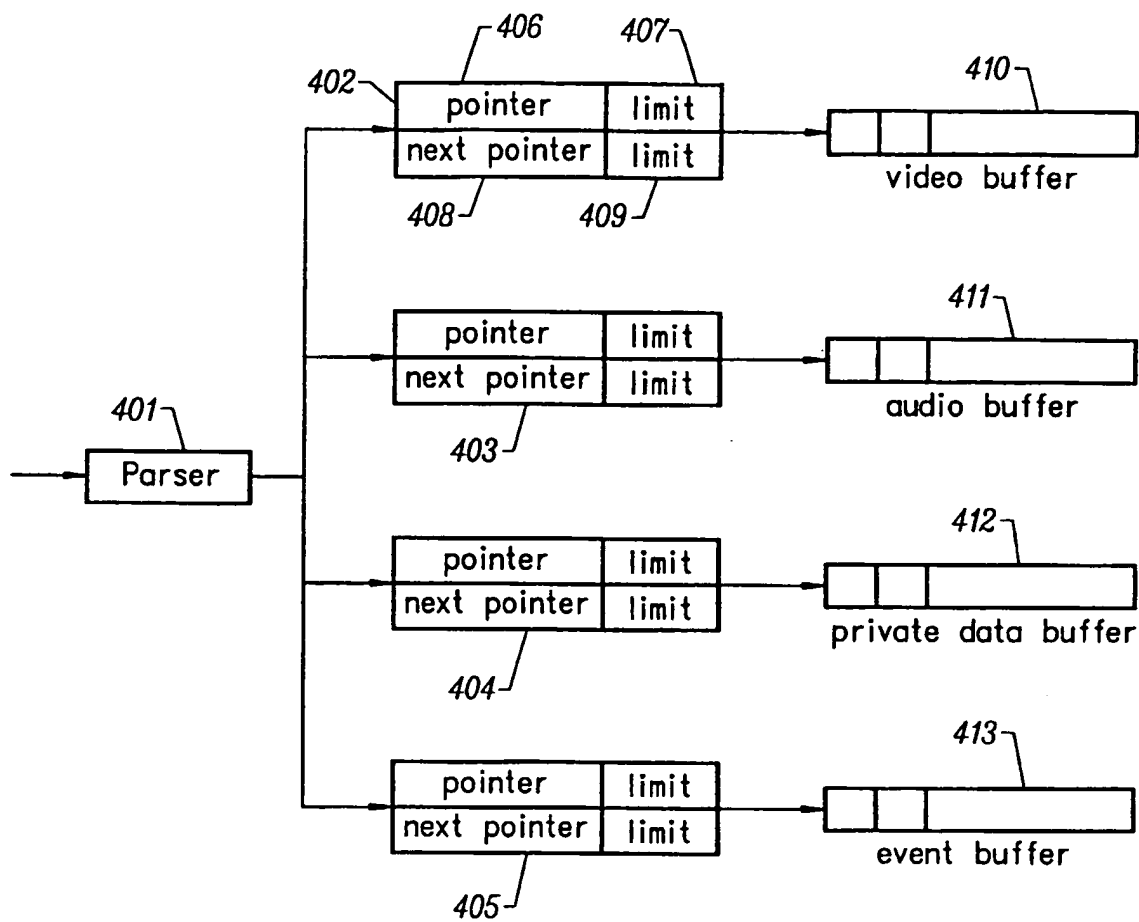 406
407
402
410
pointer limit
next pointer limit
video buffer
408
409
411
pointer limit
next pointer limit
audio buffer
401
403
Parser
412
pointer limit
next pointer limit
private data buffer
404
413
pointer limit
next pointer limit
event buffer
405